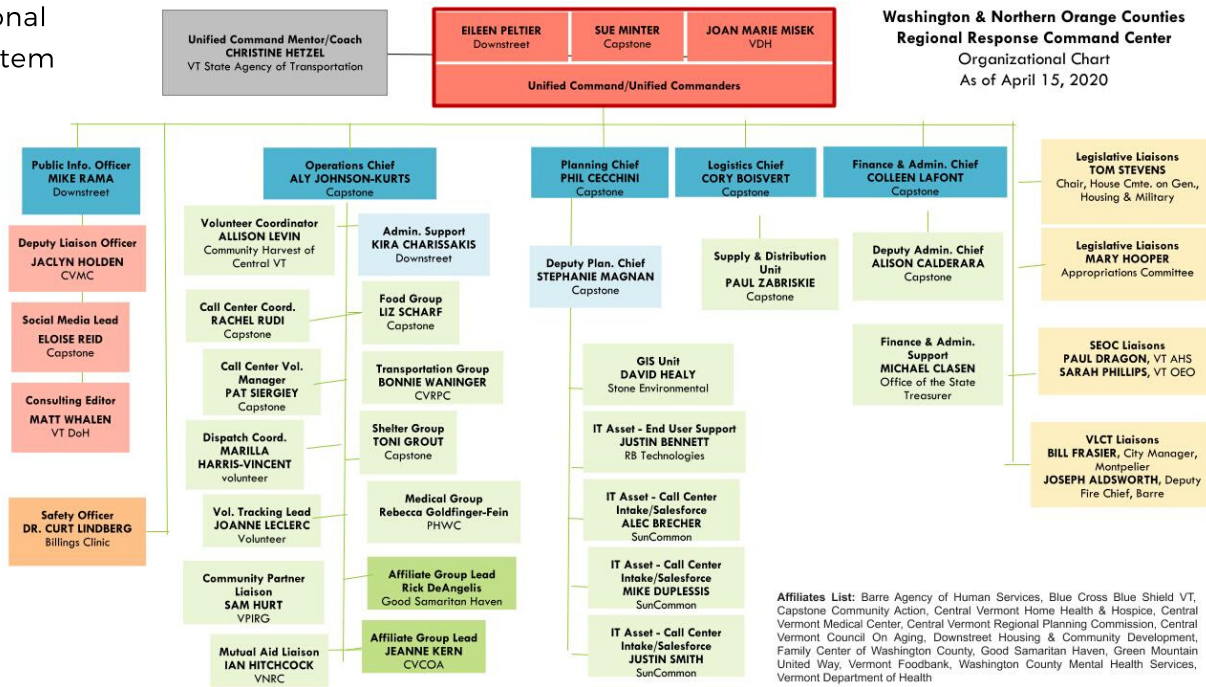 onal
tem
Unified Command Mentor/Coach
CHRISTINE HETZEL
VT State Agency of Transportation
EILEEN PELTIER
Downstreet
SUE MINTER
Capstone
JOAN MARIE MISEK
VDH
Unified Command/Unified Commanders
Washington & Northern Orange Counties
Regional Response Command Center
Organizational Chart
As of April 15, 2020
Public Info. Officer
MIKE RAMA
Downstreet
Operations Chief
ALY JOHNSON-KURTS
Capstone
Planning Chief
PHIL CECCHINI
Capstone
Logistics Chief
CORY BOISVERT
Capstone
Finance & Admin. Chief
COLLEEN LAFONT
Capstone
Legislative Liaisons
TOM STEVENS
Chair, House Cmte. on Gen.,
Housing & Military
Deputy Liaison Officer
JACLYN HOLDEN
CVMC
Social Media Lead
ELOISE REID
Capstone
Consulting Editor
MATT WHALEN
VT DoH
Safety Officer
DR. CURT LINDBERG
Billings Clinic
Volunteer Coordinator
ALLISON LEVIN
Community Harvest of
Central VT
Call Center Coord.
RACHEL RUDI
Capstone
Call Center Vol.
Manager
PAT SIERGIEY
Capstone
Dispatch Coord.
MARILLA
HARRIS-VINCENT
volunteer
Vol. Tracking Lead
JOANNE LECLERC
Volunteer
Community Partner
Liaison
SAM HURT
VPIRG
Mutual Aid Liaison
IAN HITCHCOCK
VNRC
Admin. Support
KIRA CHARISSAKIS
Downstreet
Food Group
LIZ SCHARF
Capstone
Transportation Group
BONNIE WANINGER
CVRPC
Shelter Group
TONI GROUT
Capstone
Medical Group
Rebecca Goldfinger-Fein
PHWC
Affiliate Group Lead
Rick DeAngelis
Good Samaritan Haven
Affiliate Group Lead
JEANNE KERN
CVCOA
Deputy Plan. Chief
STEPHANIE MAGNAN
Capstone
GIS Unit
DAVID HEALY
Stone Environmental
IT Asset - End User Support
JUSTIN BENNETT
RB Technologies
IT Asset - Call Center
Intake/Salesforce
ALEC BRECHER
SunCommon
IT Asset - Call Center
Intake/Salesforce
MIKE DUPLESSIS
SunCommon
IT Asset - Call Center
Intake/Salesforce
JUSTIN SMITH
SunCommon
Supply & Distribution
Unit
PAUL ZABRISKIE
Capstone
Deputy Admin. Chief
ALISON CALDERARA
Capstone
Finance & Admin.
Support
MICHAEL CLASEN
Office of the State
Treasurer
Legislative Liaisons
MARY HOOPER
Appropriations Committee
SEOC Liaisons
PAUL DRAGON, VT AHS
SARAH PHILLIPS, VT OEO
VLCT Liaisons
BILL FRASIER, City Manager,
Montpelier
JOSEPH ALDSWORTH, Deputy
Fire Chief, Barre
Affiliates List: Barre Agency of Human Services, Blue Cross Blue Shield VT,
Capstone Community Action, Central Vermont Home Health & Hospice, Central
Vermont Medical Center, Central Vermont Regional Planning Commission, Central
Vermont Council On Aging, Downstreet Housing & Community Development,
Family Center of Washington County, Good Samaritan Haven, Green Mountain
United Way, Vermont Foodbank, Washington County Mental Health Services,
Vermont Department of Health